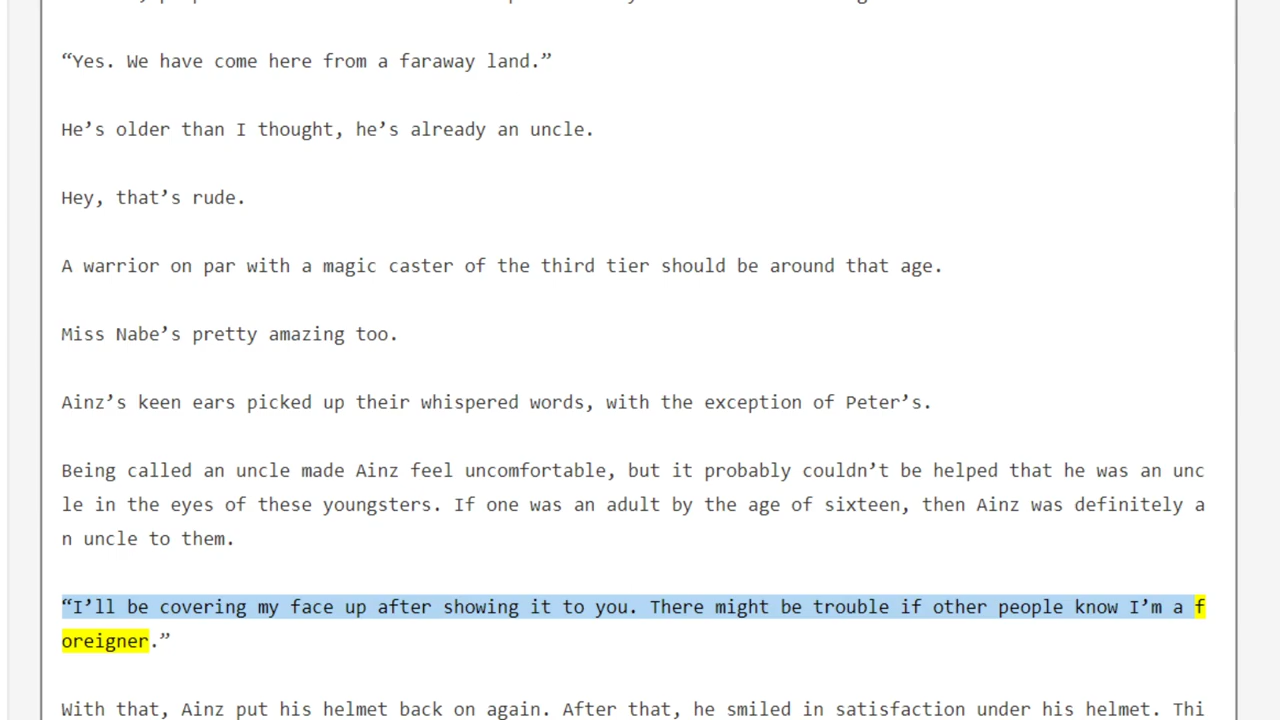 “Yes. We have come here from a faraway land.”
He’s older than I thought, he’s already an uncle.
Hey, that’s rude.
A warrior on par with a magic caster of the third tier should be around that age.
Miss Nabe’s pretty amazing too.
Ainz’s keen ears picked up their whispered words, with the exception of Peter’s.
Being called an uncle made Ainz feel uncomfortable, but it probably couldn’t be helped that he was an unc
le in the eyes of these youngsters. If one was an adult by the age of sixteen, then Ainz was definitely a
n uncle to them.
“I’ll be covering my face up after showing it to you. There might be trouble if other people know I’m a f
oreigner.”
With that, Ainz put his helmet back on again. After that, he smiled in satisfaction under his helmet. Thi